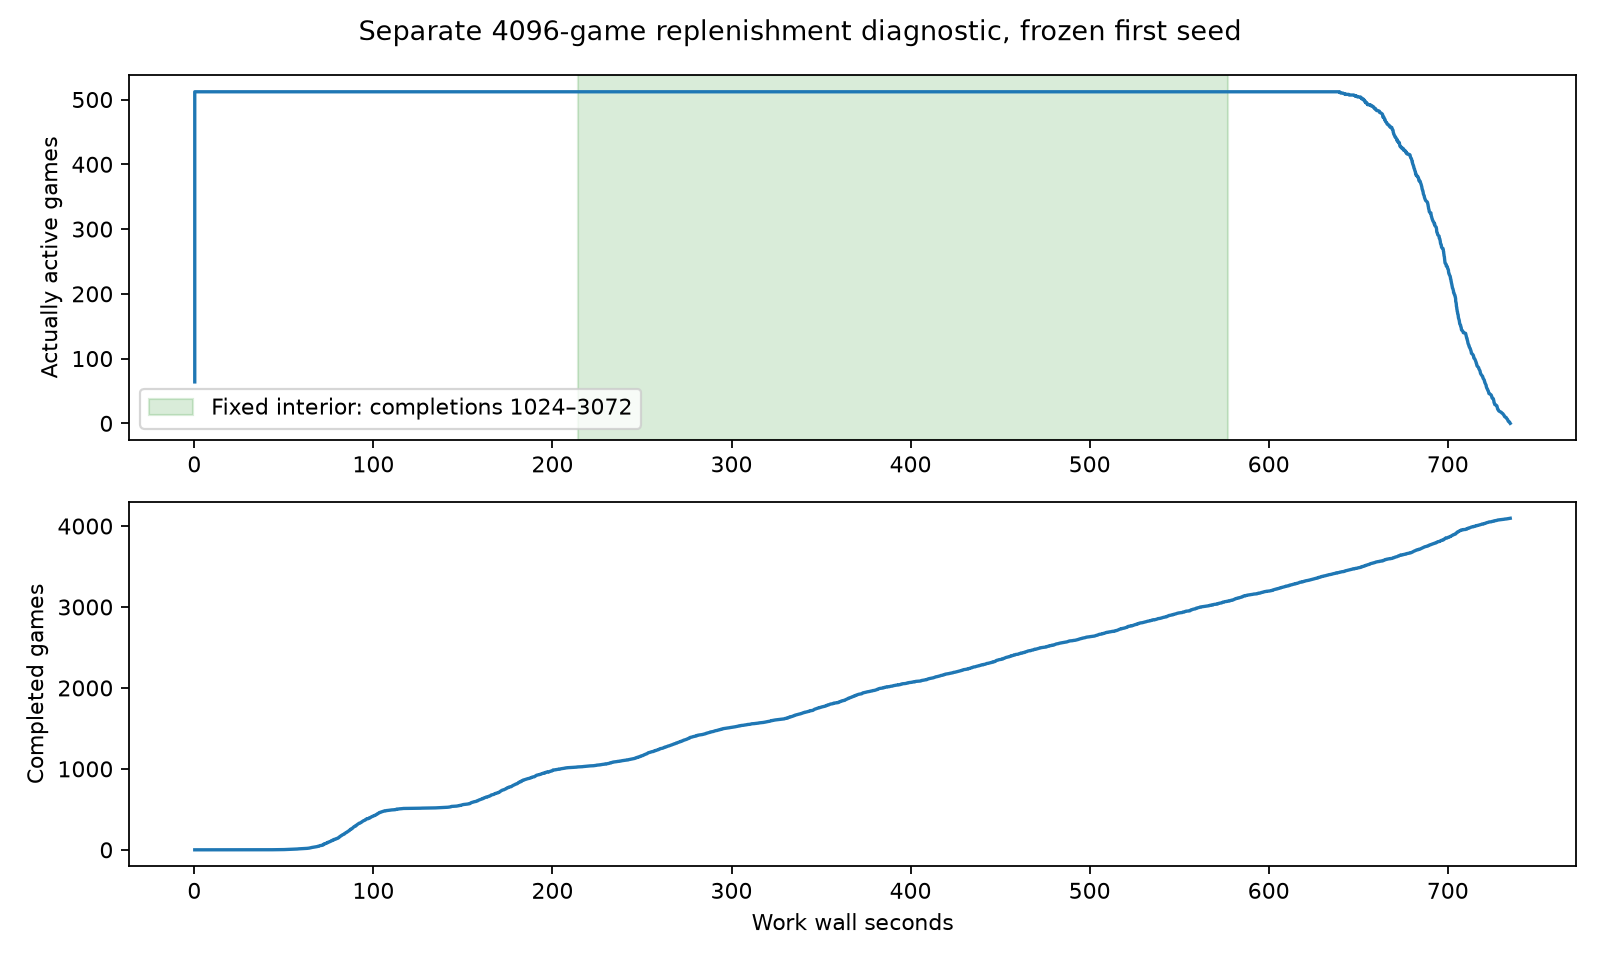 Separate 4096-game replenishment diagnostic, frozen first seed
Actually active games
500
400
300
200
100
0
Fixed interior: completions 1024–3072
0 100 200 300 400 500 600 700
Completed games
4000
3000
2000
1000
0
0 100 200 300 400 500 600 700
Work wall seconds